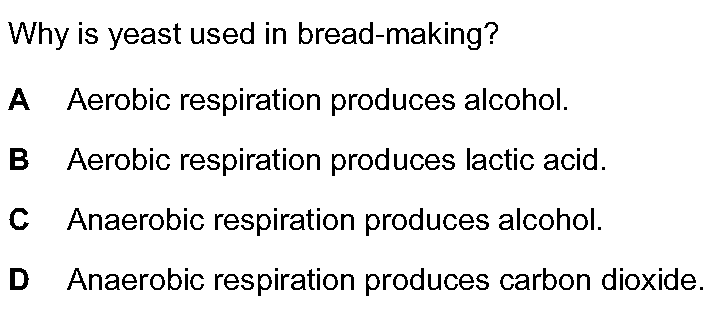 Why is yeast used in bread-making?
A Aerobic respiration produces alcohol.
B Aerobic respiration produces lactic acid.
C Anaerobic respiration produces alcohol.
D Anaerobic respiration produces carbon dioxide.